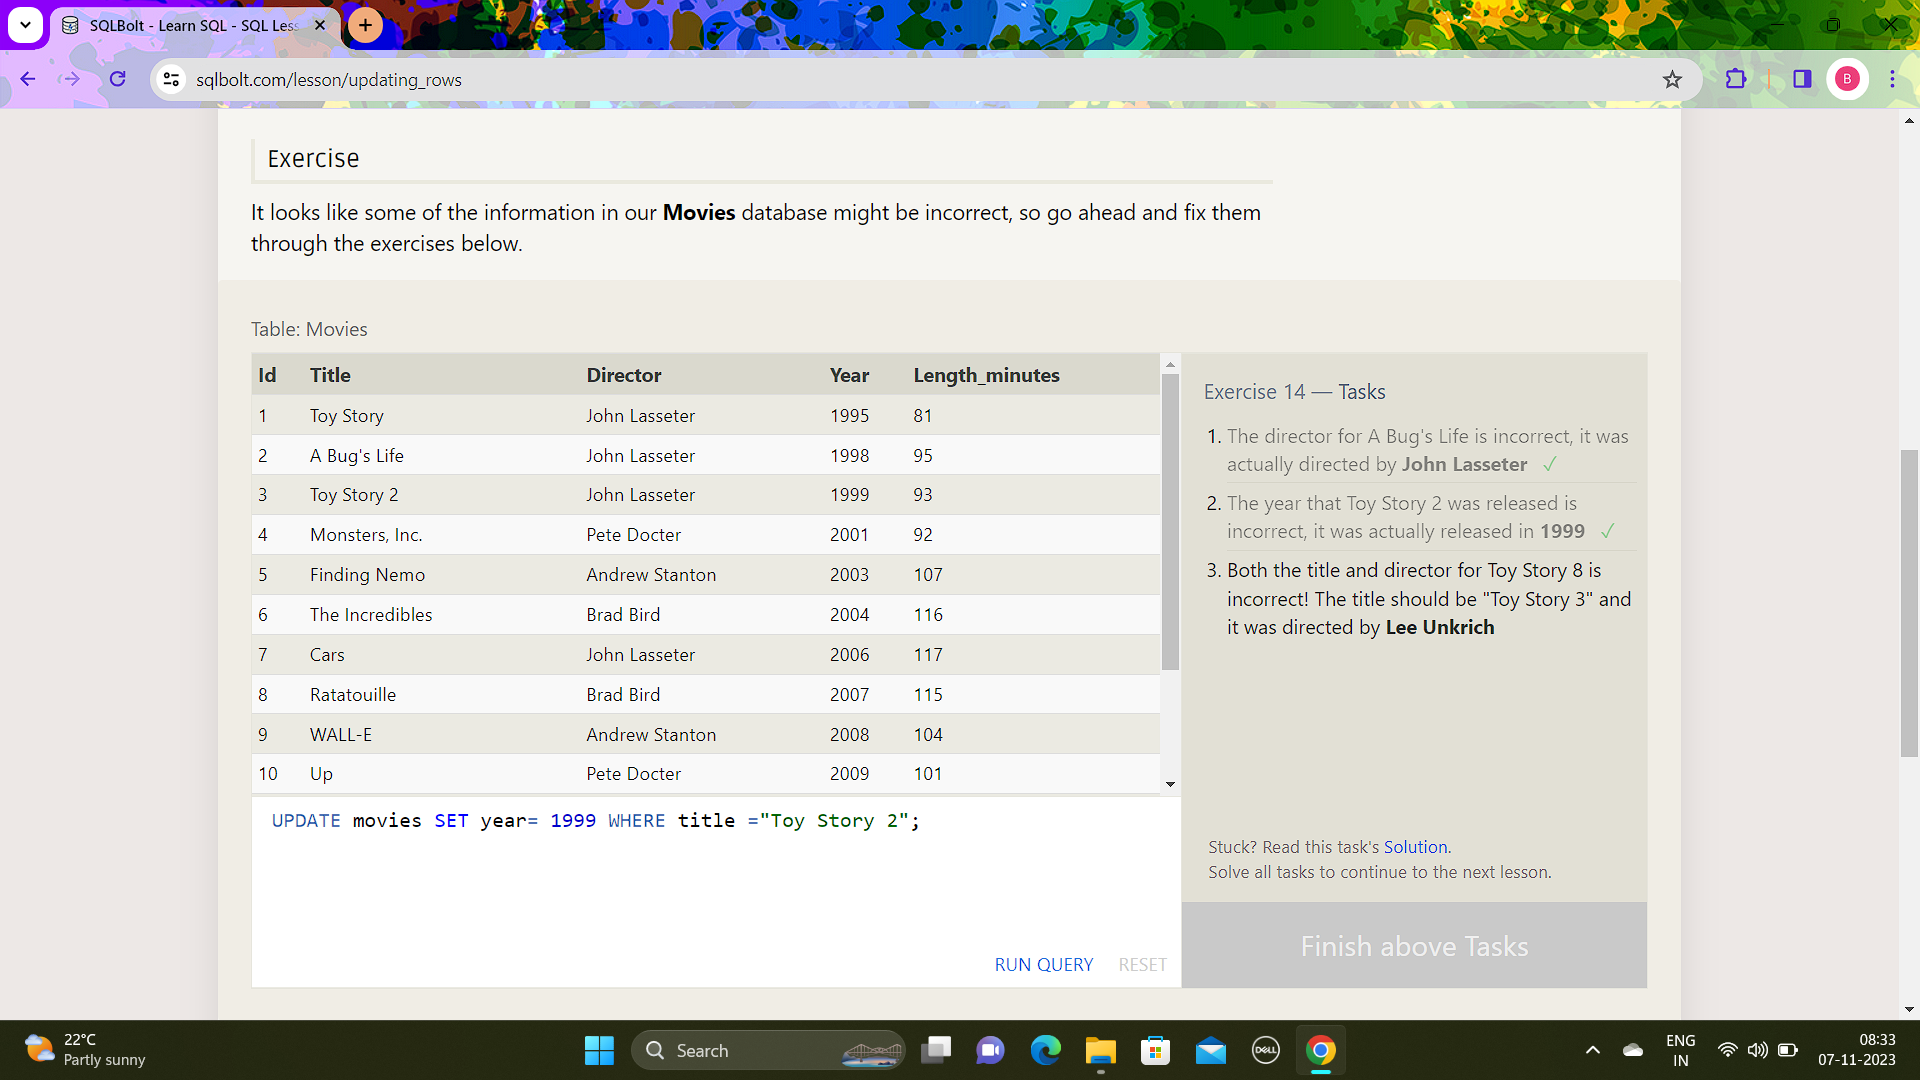 SQLBolt - Learn SQL - SQL Less
sqlbolt.com/lesson/updating_rows
B
Exercise
It looks like some of the information in our Movies database might be incorrect, so go ahead and fix them
through the exercises below.
Table: Movies
Id Title Director Year Length_minutes
1 Toy Story John Lasseter 1995 81
2 A Bug's Life John Lasseter 1998 95
3 Toy Story 2 John Lasseter 1999 93
4 Monsters, Inc. Pete Docter 2001 92
5 Finding Nemo Andrew Stanton 2003 107
6 The Incredibles Brad Bird 2004 116
7 Cars John Lasseter 2006 117
8 Ratatouille Brad Bird 2007 115
9 WALL-E Andrew Stanton 2008 104
10 Up Pete Docter 2009 101
UPDATE movies SET year= 1999 WHERE title ="Toy Story 2";
RUN QUERY RESET
Exercise 14 — Tasks
1. The director for A Bug's Life is incorrect, it was
actually directed by John Lasseter ✓
2. The year that Toy Story 2 was released is
incorrect, it was actually released in 1999 ✓
3. Both the title and director for Toy Story 8 is
incorrect! The title should be "Toy Story 3" and
it was directed by Lee Unkrich
Stuck? Read this task's Solution.
Solve all tasks to continue to the next lesson.
Finish above Tasks
22°C
Partly sunny
Search
DELL
ENG
IN
08:33
07-11-2023